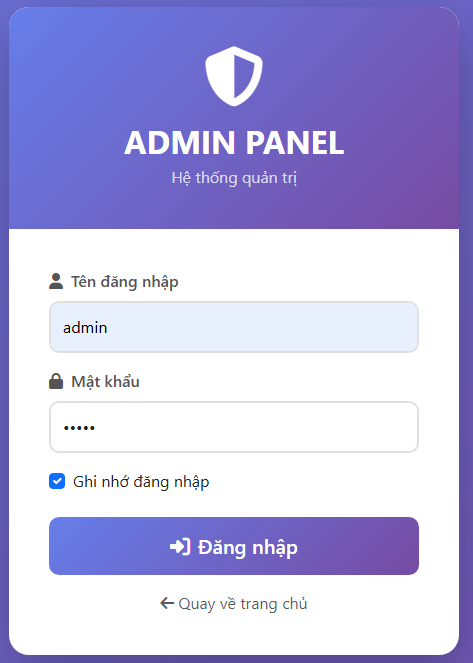 ADMIN PANEL
Hệ thống quản trị
Tên đăng nhập
admin
Mật khẩu
•••••
Ghi nhớ đăng nhập
Đăng nhập
Quay về trang chủ